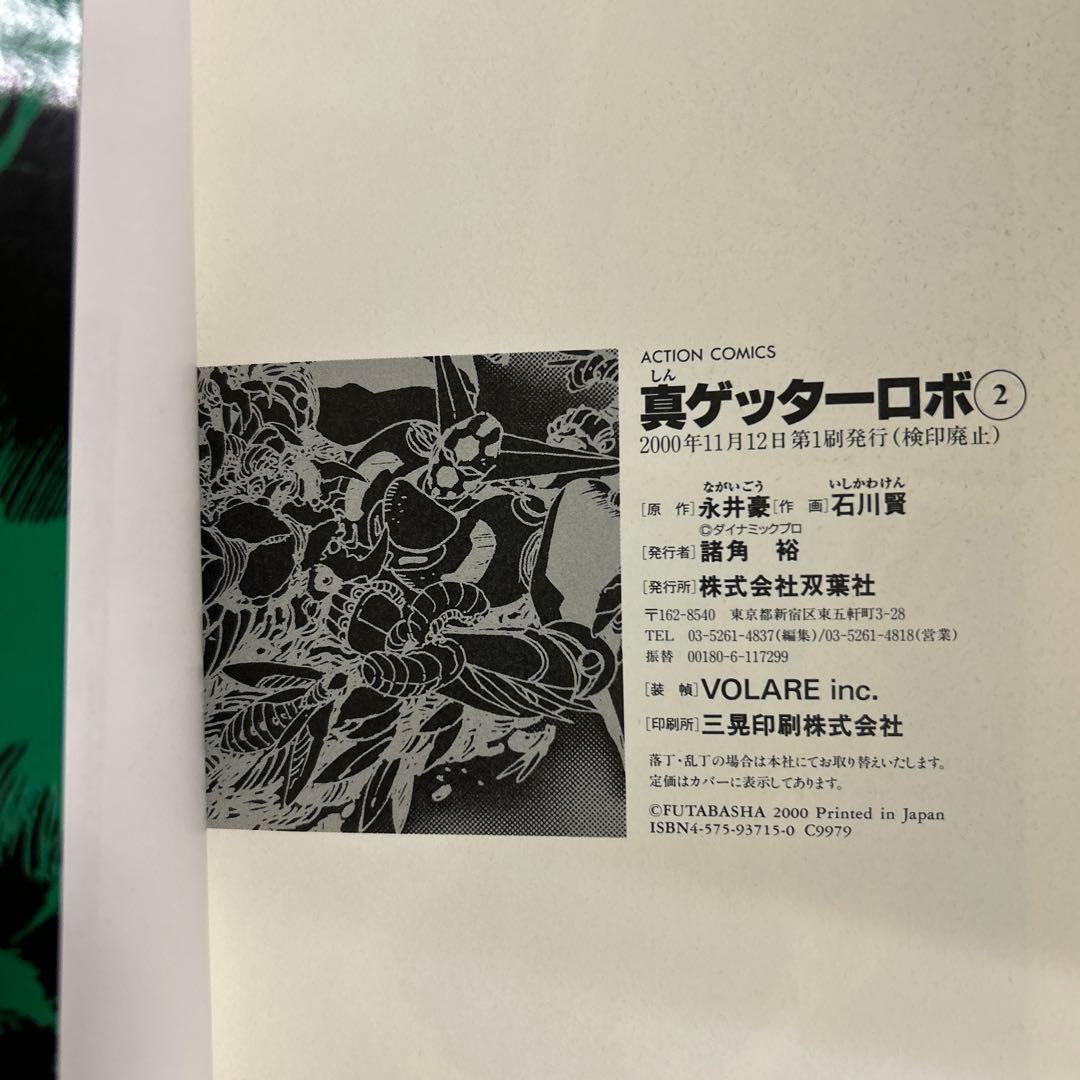 ACTION COMICS
しん
真ゲッターロボ②
2000年11月12日第1刷発行(検印廃止)
ながいごう いしかわけん
[原 作]永井豪[作 画]石川賢
©ダイナミックプロ
[発行者]諸角 裕
[発行所]株式会社双葉社
〒162-8540 東京都新宿区東五軒町3-28
TEL 03-5261-4837(編集)/03-5261-4818(営業)
振替 00180-6-117299
[装 幀]VOLARE inc.
[印刷所]三晃印刷株式会社
落丁・乱丁の場合は本社にてお取り替えいたします。
定価はカバーに表示してあります。
©FUTABASHA 2000 Printed in Japan
ISBN4-575-93715-0 C9979